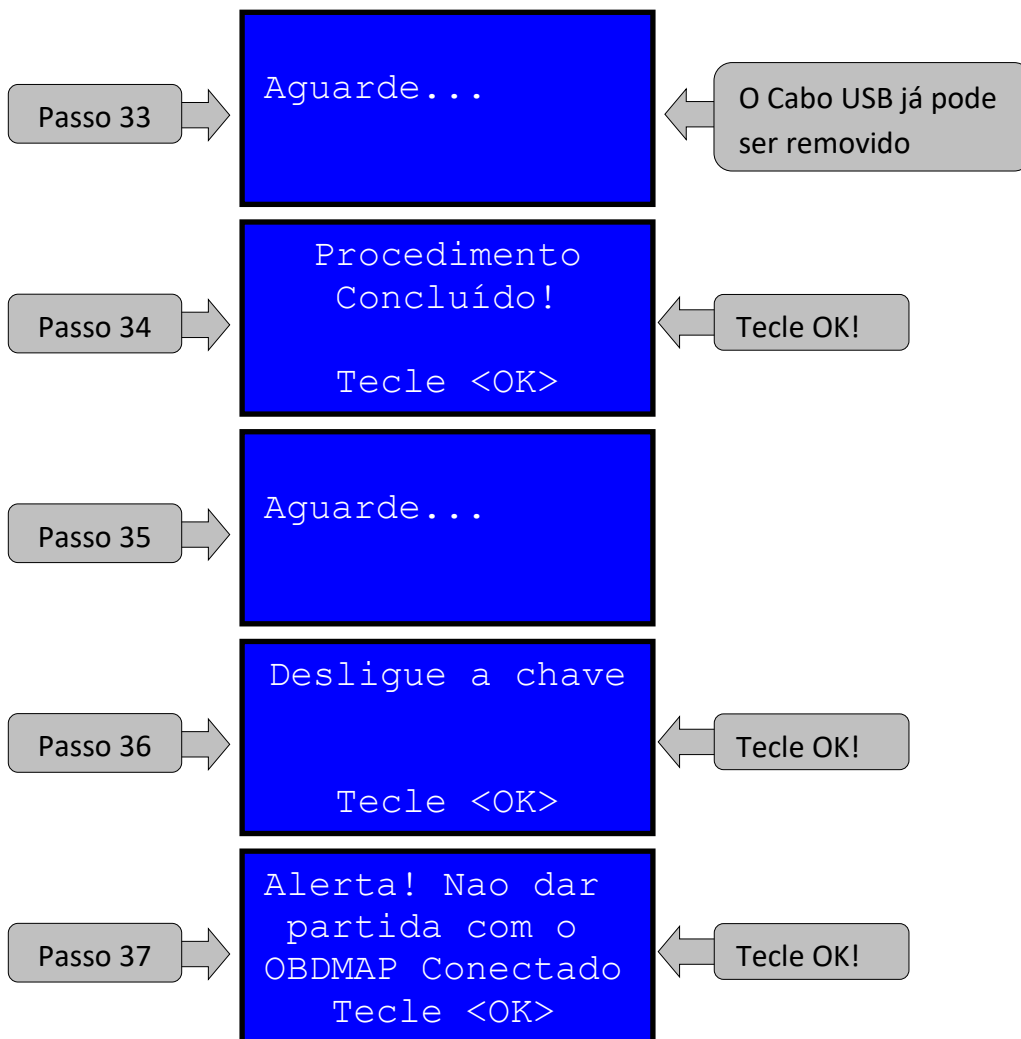 Passo 33
Aguarde...
O Cabo USB já pode
ser removido
Passo 34
Procedimento
Concluído!
Tecle <OK>
Tecle OK!
Passo 35
Aguarde...
Passo 36
Desligue a chave
Tecle <OK>
Tecle OK!
Passo 37
Alerta! Nao dar
partida com o
OBDMAP Conectado
Tecle <OK>
Tecle OK!